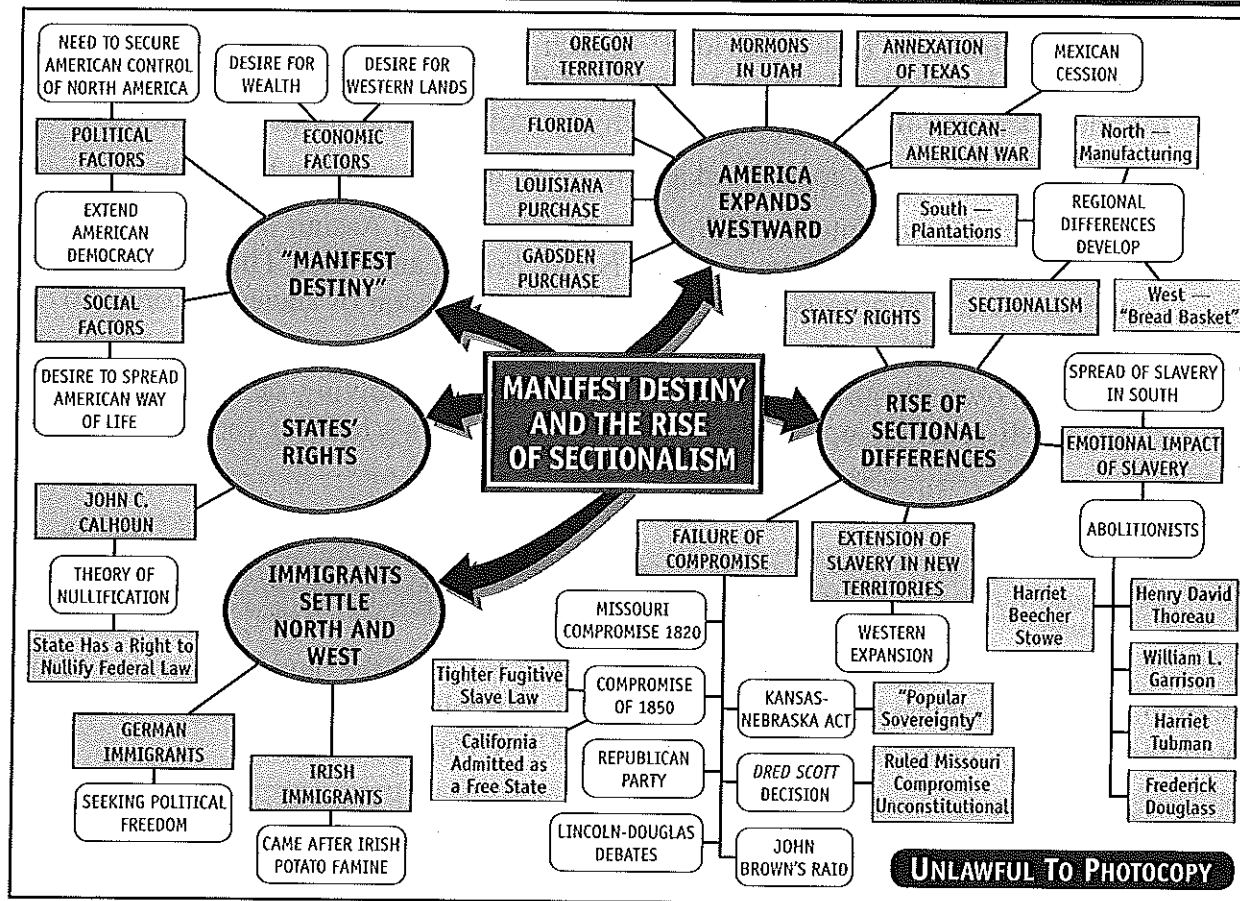 NEED TO SECURE
AMERICAN CONTROL
OF NORTH AMERICA
DESIRE FOR
WEALTH
DESIRE FOR
WESTERN LANDS
POLITICAL
FACTORS
ECONOMIC
FACTORS
EXTEND
AMERICAN
DEMOCRACY
"MANIFEST
DESTINY"
SOCIAL
FACTORS
DESIRE TO SPREAD
AMERICAN WAY
OF LIFE
OREGON
TERRITORY
MORMONS
IN UTAH
ANNEXATION
OF TEXAS
MEXICAN
CESSION
FLORIDA
MEXICAN-
AMERICAN WAR
LOUISIANA
PURCHASE
AMERICA
EXPANDS
WESTWARD
GADSDEN
PURCHASE
North —
Manufacturing
South —
Plantations
REGIONAL
DIFFERENCES
DEVELOP
West —
"Bread Basket"
STATES' RIGHTS
SECTIONALISM
MANIFEST DESTINY
AND THE RISE
OF SECTIONALISM
RISE OF
SECTIONAL
DIFFERENCES
SPREAD OF SLAVERY
IN SOUTH
EMOTIONAL IMPACT
OF SLAVERY
ABOLITIONISTS
Harriet
Beecher
Stowe
Henry David
Thoreau
William L.
Garrison
Harriet
Tubman
Frederick
Douglass
STATES'
RIGHTS
JOHN C.
CALHOUN
THEORY OF
NULLIFICATION
State Has a Right to
Nullify Federal Law
IMMIGRANTS
SETTLE
NORTH AND
WEST
GERMAN
IMMIGRANTS
SEEKING POLITICAL
FREEDOM
IRISH
IMMIGRANTS
CAME AFTER IRISH
POTATO FAMINE
FAILURE OF
COMPROMISE
EXTENSION OF
SLAVERY IN NEW
TERRITORIES
WESTERN
EXPANSION
MISSOURI
COMPROMISE 1820
Tighter Fugitive
Slave Law
COMPROMISE
OF 1850
California
Admitted as
a Free State
KANSAS-
NEBRASKA ACT
"Popular
Sovereignty"
REPUBLICAN
PARTY
DRED SCOTT
DECISION
Ruled Missouri
Compromise
Unconstitutional
LINCOLN-DOUGLAS
DEBATES
JOHN
BROWN'S RAID
UNLAWFUL TO PHOTOCOPY